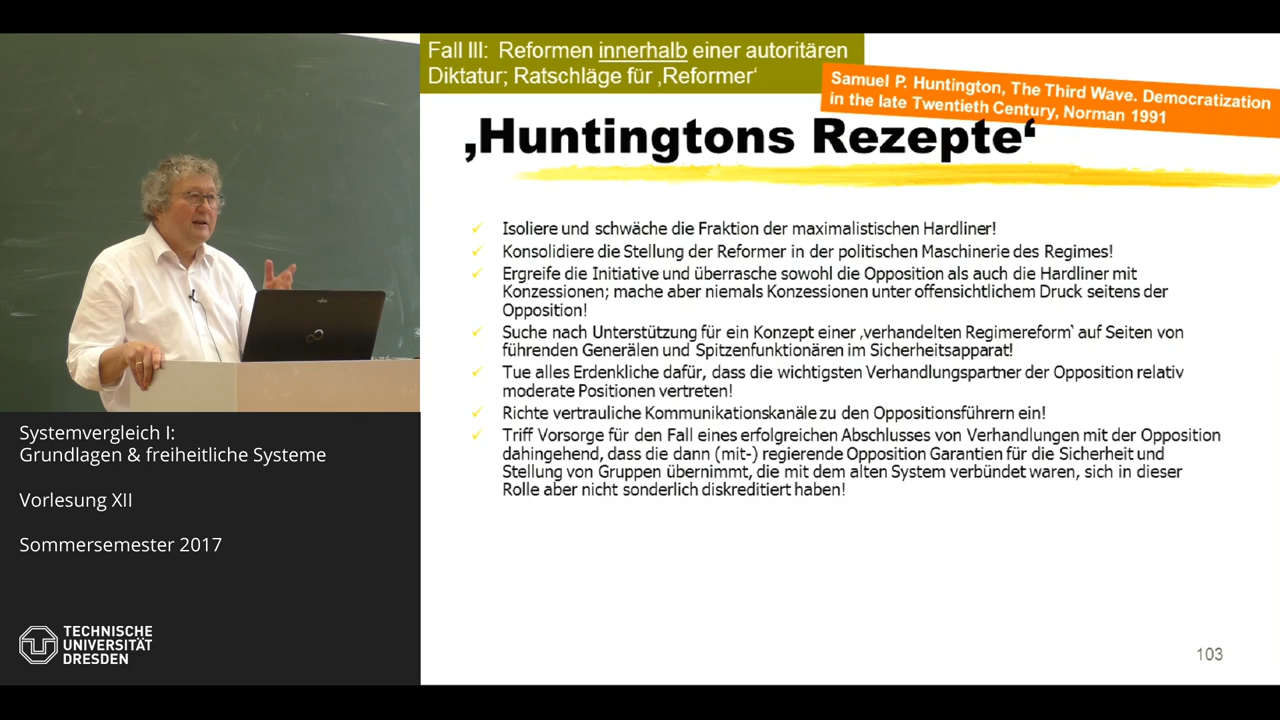 Fall III: Reformen innerhalb einer autoritären
Diktatur; Ratschläge für ‚Reformer‘
Samuel P. Huntington, The Third Wave. Democratization
in the late Twentieth Century, Norman 1991
‚Huntingtons Rezepte‘
Isoliere und schwäche die Fraktion der maximalistischen Hardliner!
Konsolidiere die Stellung der Reformer in der politischen Maschinerie des Regimes!
Ergreife die Initiative und überrasche sowohl die Opposition als auch die Hardliner mit
Konzessionen; mache aber niemals Konzessionen unter offensichtlichem Druck seitens der
Opposition!
Suche nach Unterstützung für ein Konzept einer ‚verhandelten Regimereform‘ auf Seiten von
führenden Generälen und Spitzenfunktionären im Sicherheitsapparat!
Tue alles Erdenkliche dafür, dass die wichtigsten Verhandlungspartner der Opposition relativ
moderate Positionen vertreten!
Richte vertrauliche Kommunikationskanäle zu den Oppositionsführern ein!
Triff Vorsorge für den Fall eines erfolgreichen Abschlusses von Verhandlungen mit der Opposition
dahingehend, dass die dann (mit-) regierende Opposition Garantien für die Sicherheit und
Stellung von Gruppen übernimmt, die mit dem alten System verbündet waren, sich in dieser
Rolle aber nicht sonderlich diskreditiert haben!
103
Systemvergleich I:
Grundlagen & freiheitliche Systeme
Vorlesung XII
Sommersemester 2017
TECHNISCHE
UNIVERSITÄT
DRESDEN